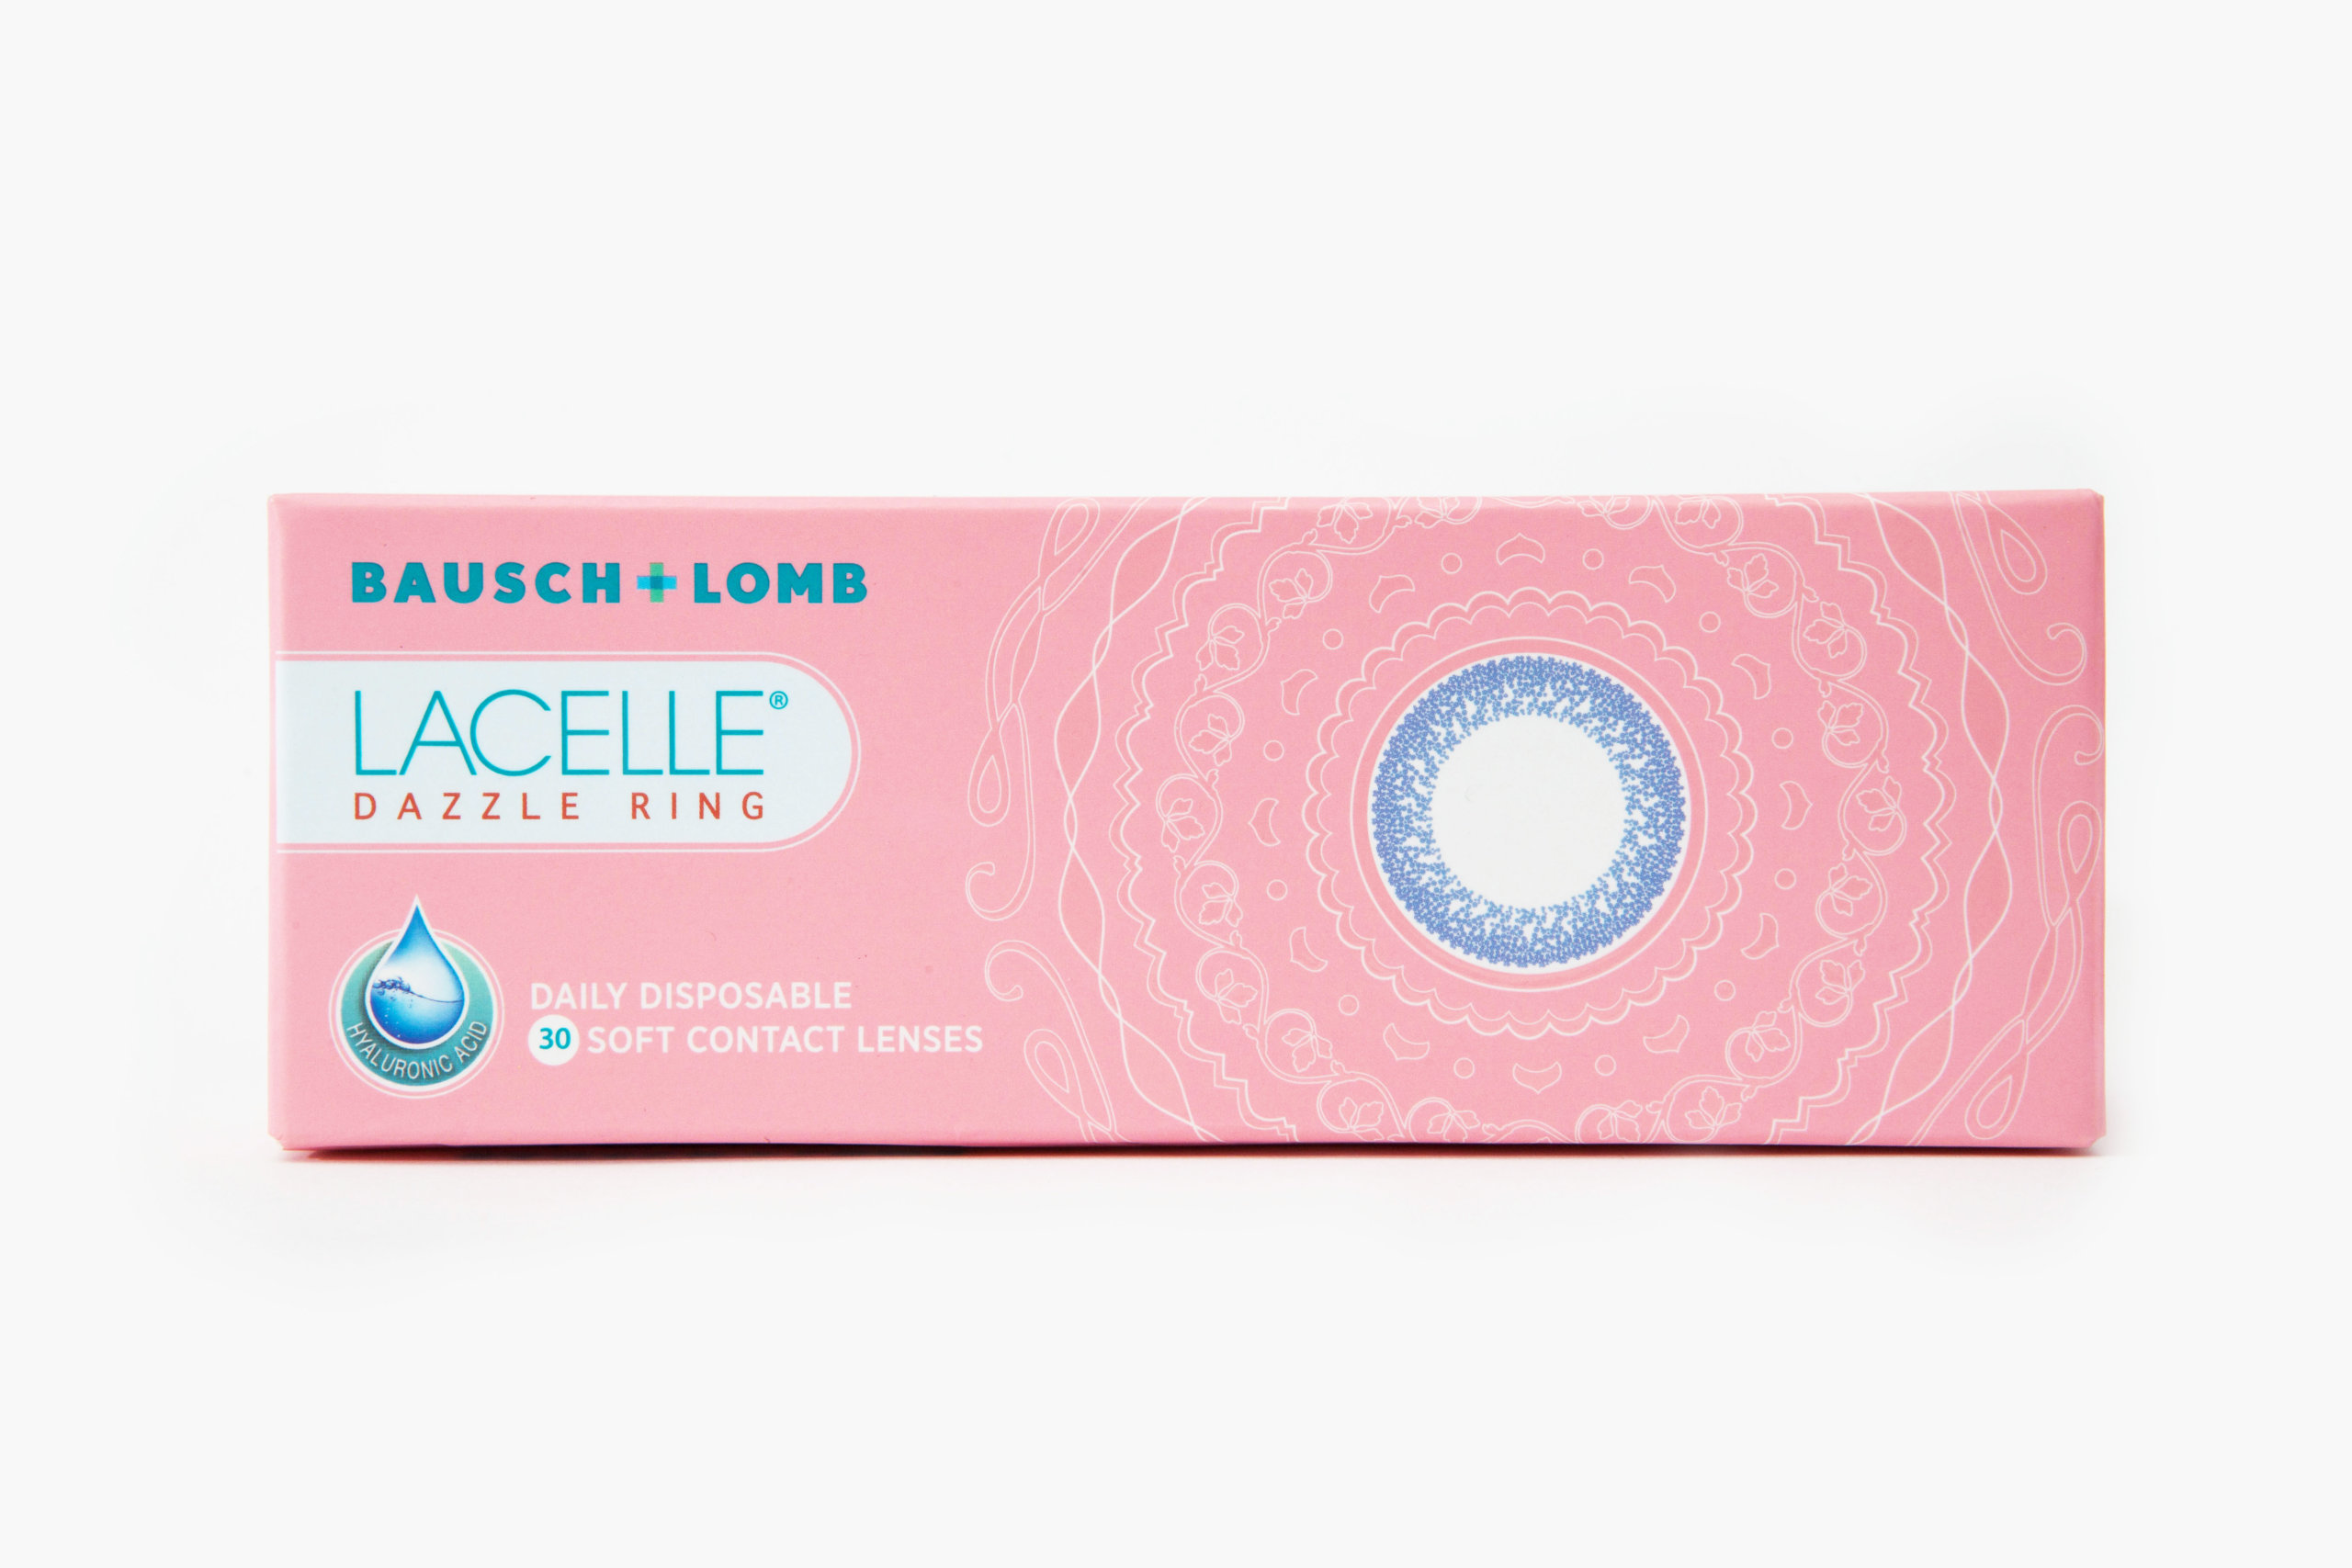 BAUSCH + LOMB
LACELLE®
DAZZLE RING
HYALURONIC ACID
DAILY DISPOSABLE
30 SOFT CONTACT LENSES